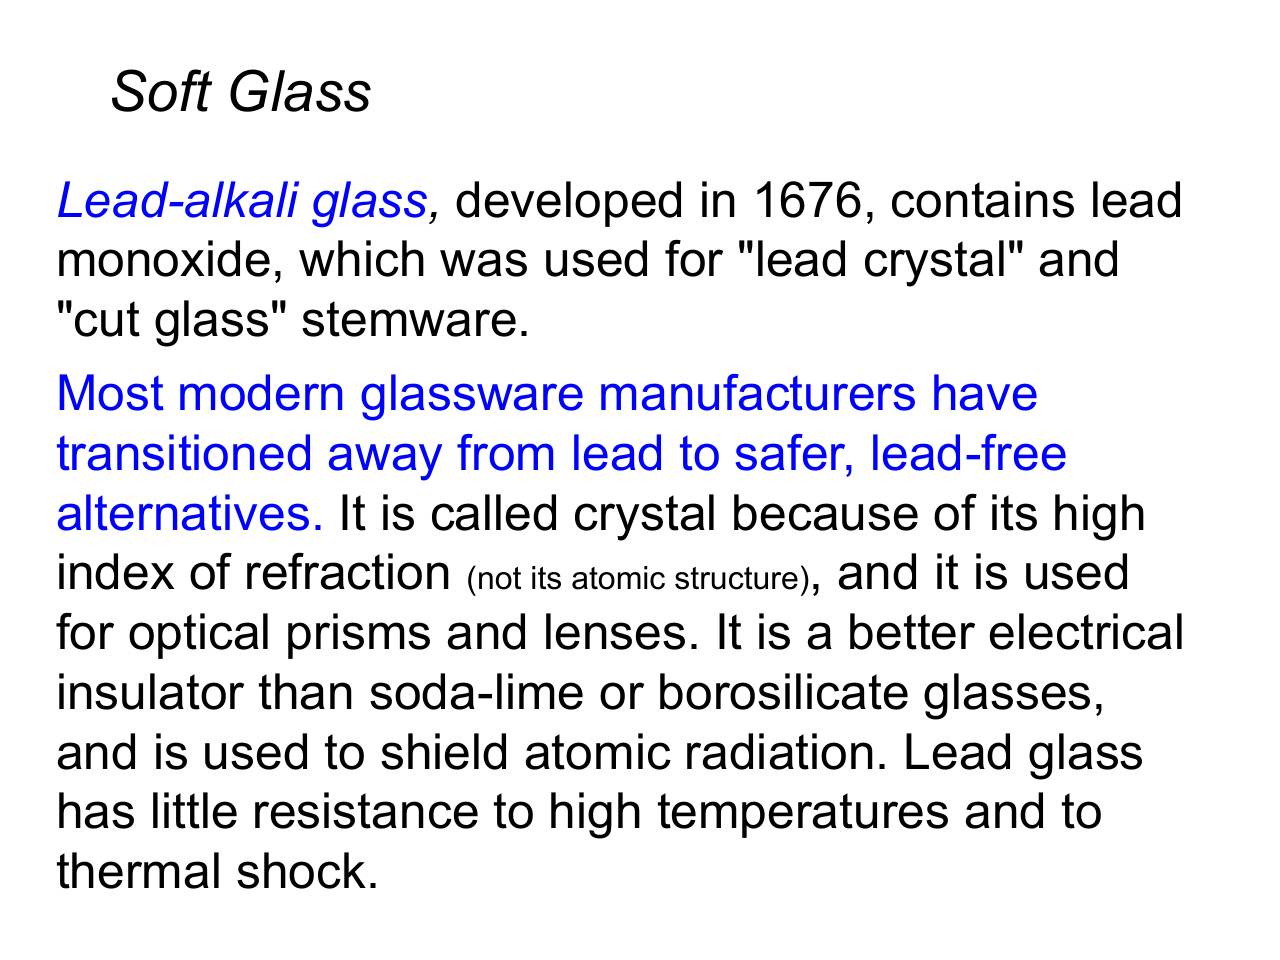 Soft Glass
Lead-alkali glass, developed in 1676, contains lead
monoxide, which was used for "lead crystal" and
"cut glass" stemware.
Most modern glassware manufacturers have
transitioned away from lead to safer, lead-free
alternatives. It is called crystal because of its high
index of refraction (not its atomic structure), and it is used
for optical prisms and lenses. It is a better electrical
insulator than soda-lime or borosilicate glasses,
and is used to shield atomic radiation. Lead glass
has little resistance to high temperatures and to
thermal shock.